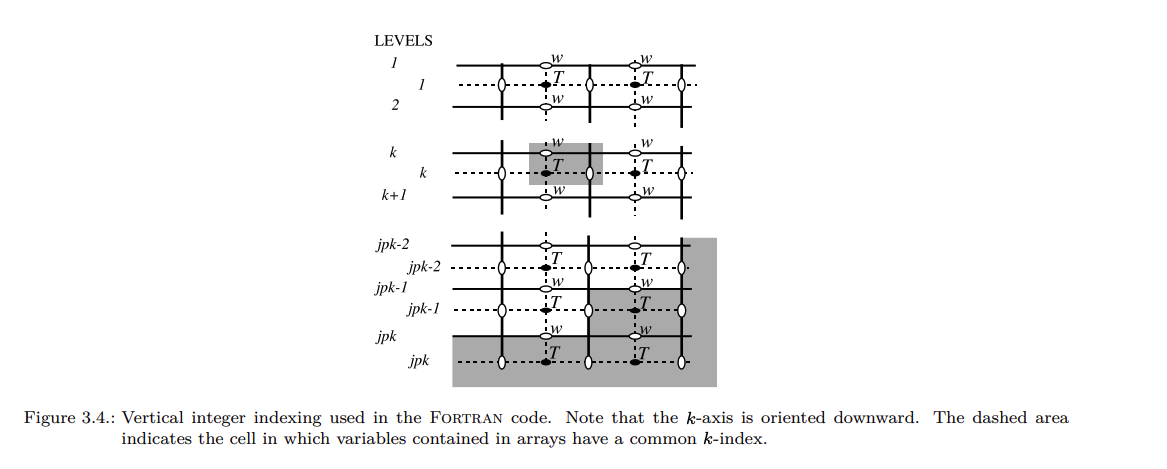 LEVELS
1 w w
1 T T
2 w w
k w w
k T T
k+1 w w
jpk-2
jpk-2 T T
jpk-1 w w
jpk-1 T T
jpk w w
jpk T T
Figure 3.4.: Vertical integer indexing used in the FORTRAN code. Note that the k-axis is oriented downward. The dashed area
indicates the cell in which variables contained in arrays have a common k-index.